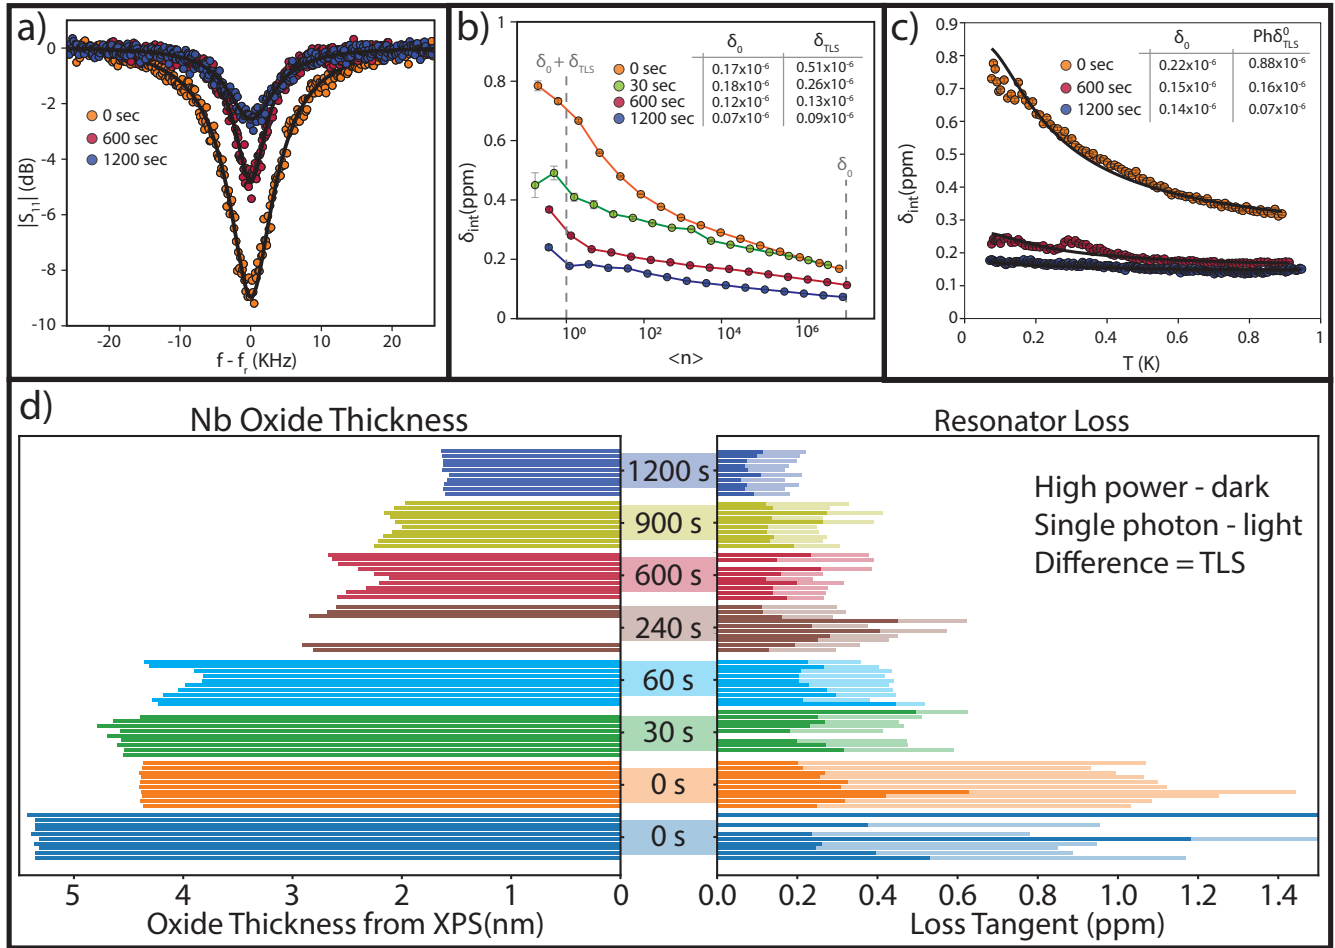 a)
|S₁₁| (dB)
0
-2
-4
-6
-8
-10
0 sec
600 sec
1200 sec
-20
-10
0
10
20
f - fᵣ (KHz)
b)
δint(ppm)
1
0.8
0.6
0.4
0.2
0
δ₀ + δTLS
δ₀ δTLS
0 sec 0.17x10⁻⁶ 0.51x10⁻⁶
30 sec 0.18x10⁻⁶ 0.26x10⁻⁶
600 sec 0.12x10⁻⁶ 0.13x10⁻⁶
1200 sec 0.07x10⁻⁶ 0.09x10⁻⁶
δ₀
10⁰
10²
10⁴
10⁶
<n>
c)
δint(ppm)
0.9
0.8
0.7
0.6
0.5
0.4
0.3
0.2
0.1
0
δ₀ Phδ⁰TLS
0 sec 0.22x10⁻⁶ 0.88x10⁻⁶
600 sec 0.15x10⁻⁶ 0.16x10⁻⁶
1200 sec 0.14x10⁻⁶ 0.07x10⁻⁶
0
0.2
0.4
0.6
0.8
1
T (K)
d)
Nb Oxide Thickness
Resonator Loss
1200 s
900 s
600 s
240 s
60 s
30 s
0 s
0 s
High power - dark
Single photon - light
Difference = TLS
5
4
3
2
1
0
Oxide Thickness from XPS(nm)
0.0
0.2
0.4
0.6
0.8
1.0
1.2
1.4
Loss Tangent (ppm)